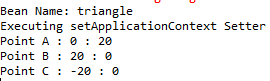 Bean Name: triangle
Executing setApplicationContext Setter
Point A : 0 : 20
Point B : 20 : 0
Point C : -20 : 0